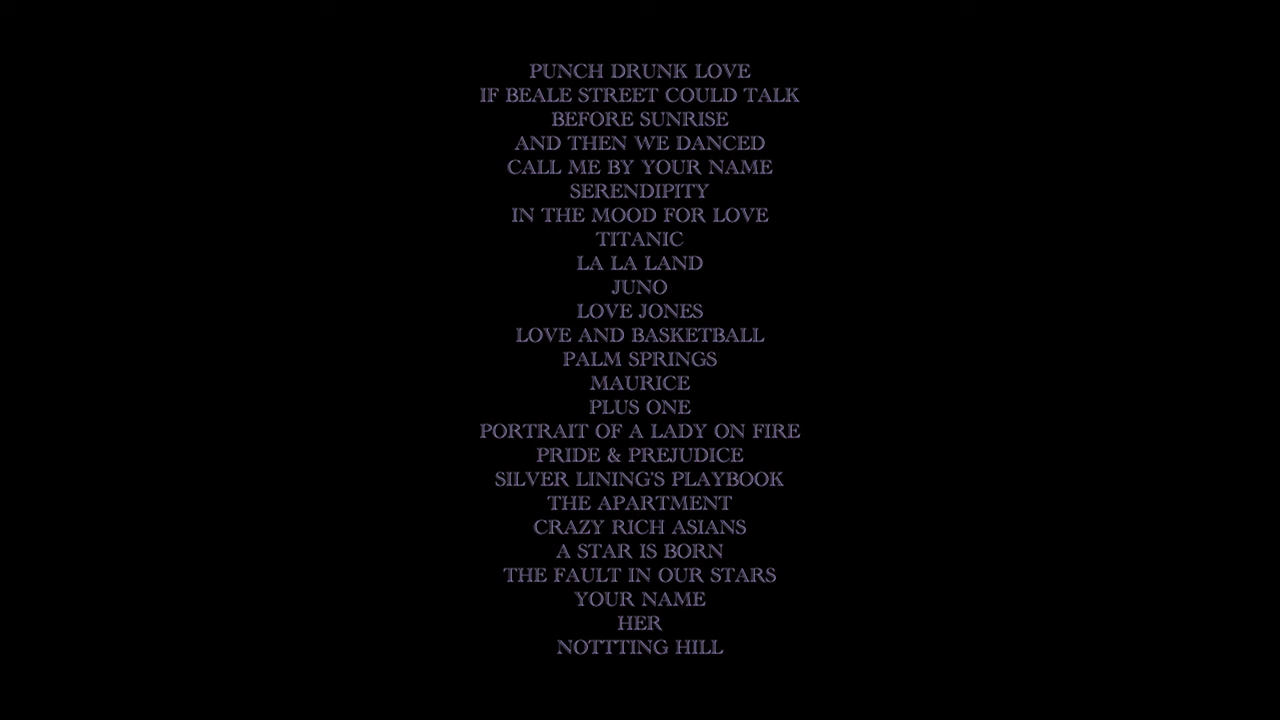 PUNCH DRUNK LOVE
IF BEALE STREET COULD TALK
BEFORE SUNRISE
AND THEN WE DANCED
CALL ME BY YOUR NAME
SERENDIPITY
IN THE MOOD FOR LOVE
TITANIC
LA LA LAND
JUNO
LOVE JONES
LOVE AND BASKETBALL
PALM SPRINGS
MAURICE
PLUS ONE
PORTRAIT OF A LADY ON FIRE
PRIDE & PREJUDICE
SILVER LINING'S PLAYBOOK
THE APARTMENT
CRAZY RICH ASIANS
A STAR IS BORN
THE FAULT IN OUR STARS
YOUR NAME
HER
NOTTTING HILL